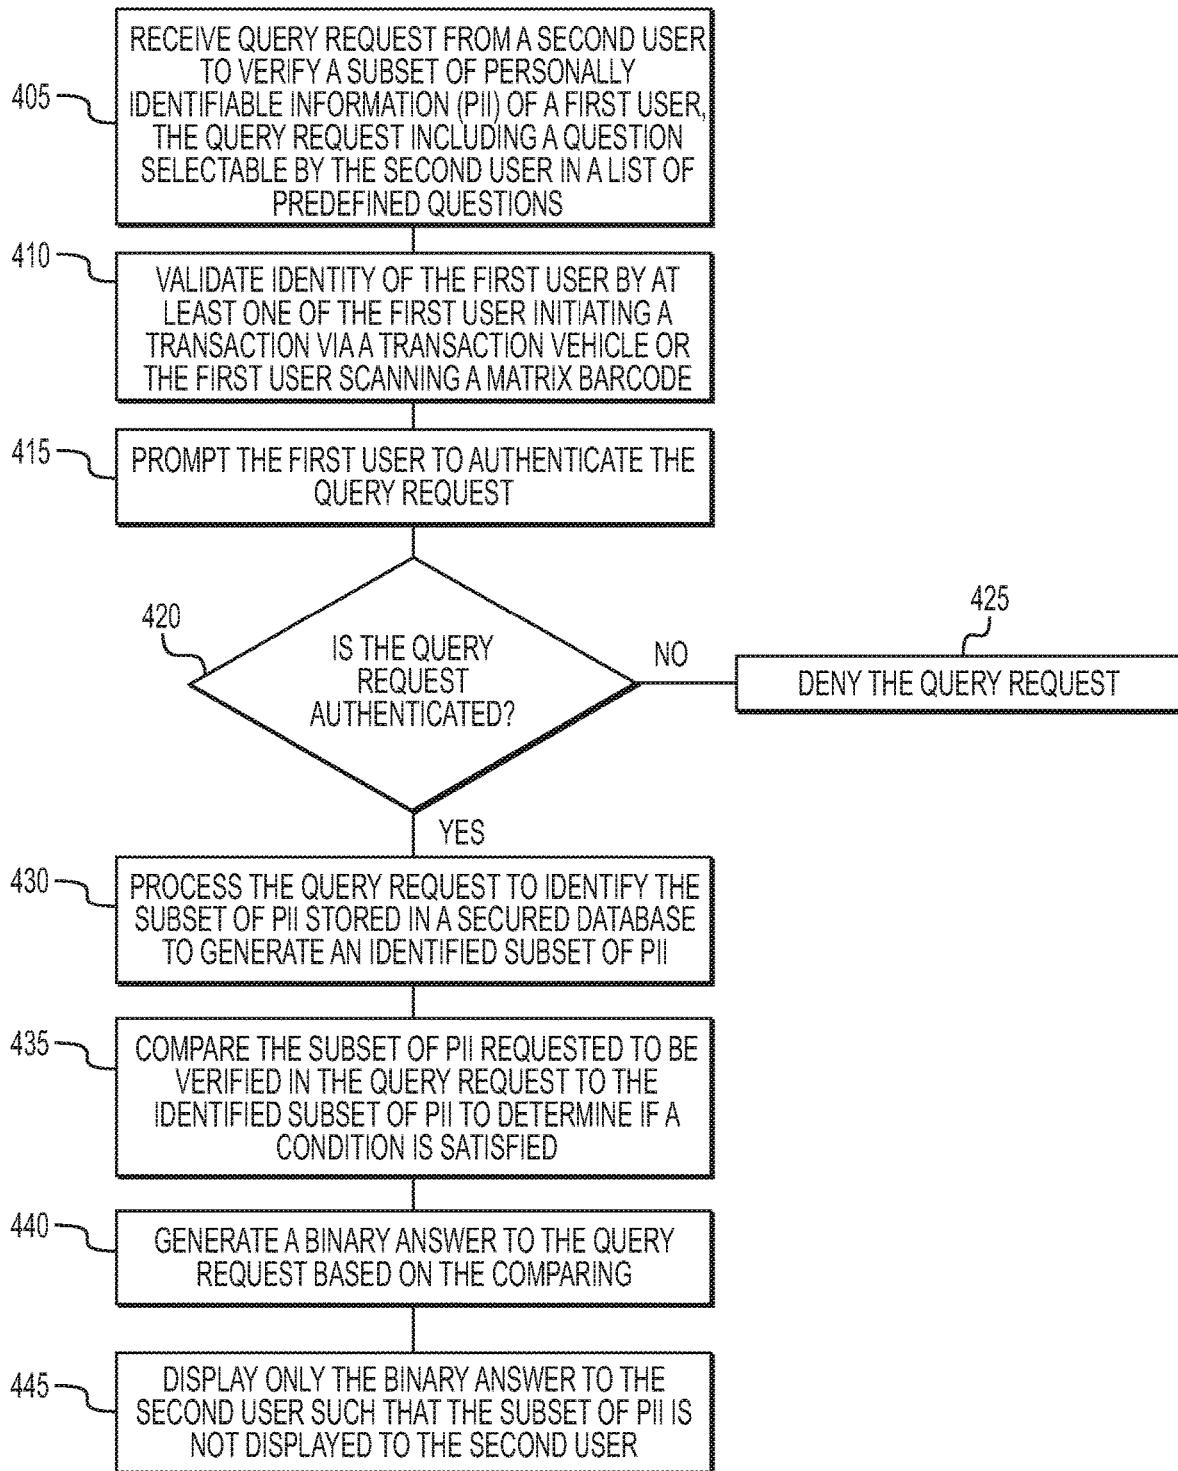 RECEIVE QUERY REQUEST FROM A SECOND USER
TO VERIFY A SUBSET OF PERSONALLY
IDENTIFIABLE INFORMATION (PII) OF A FIRST USER,
THE QUERY REQUEST INCLUDING A QUESTION
SELECTABLE BY THE SECOND USER IN A LIST OF
PREDEFINED QUESTIONS
405
410
VALIDATE IDENTITY OF THE FIRST USER BY AT
LEAST ONE OF THE FIRST USER INITIATING A
TRANSACTION VIA A TRANSACTION VEHICLE OR
THE FIRST USER SCANNING A MATRIX BARCODE
415
PROMPT THE FIRST USER TO AUTHENTICATE THE
QUERY REQUEST
420
IS THE QUERY
REQUEST
AUTHENTICATED?
NO
425
DENY THE QUERY REQUEST
YES
430
PROCESS THE QUERY REQUEST TO IDENTIFY THE
SUBSET OF PII STORED IN A SECURED DATABASE
TO GENERATE AN IDENTIFIED SUBSET OF PII
435
COMPARE THE SUBSET OF PII REQUESTED TO BE
VERIFIED IN THE QUERY REQUEST TO THE
IDENTIFIED SUBSET OF PII TO DETERMINE IF A
CONDITION IS SATISFIED
440
GENERATE A BINARY ANSWER TO THE QUERY
REQUEST BASED ON THE COMPARING
445
DISPLAY ONLY THE BINARY ANSWER TO THE
SECOND USER SUCH THAT THE SUBSET OF PII IS
NOT DISPLAYED TO THE SECOND USER